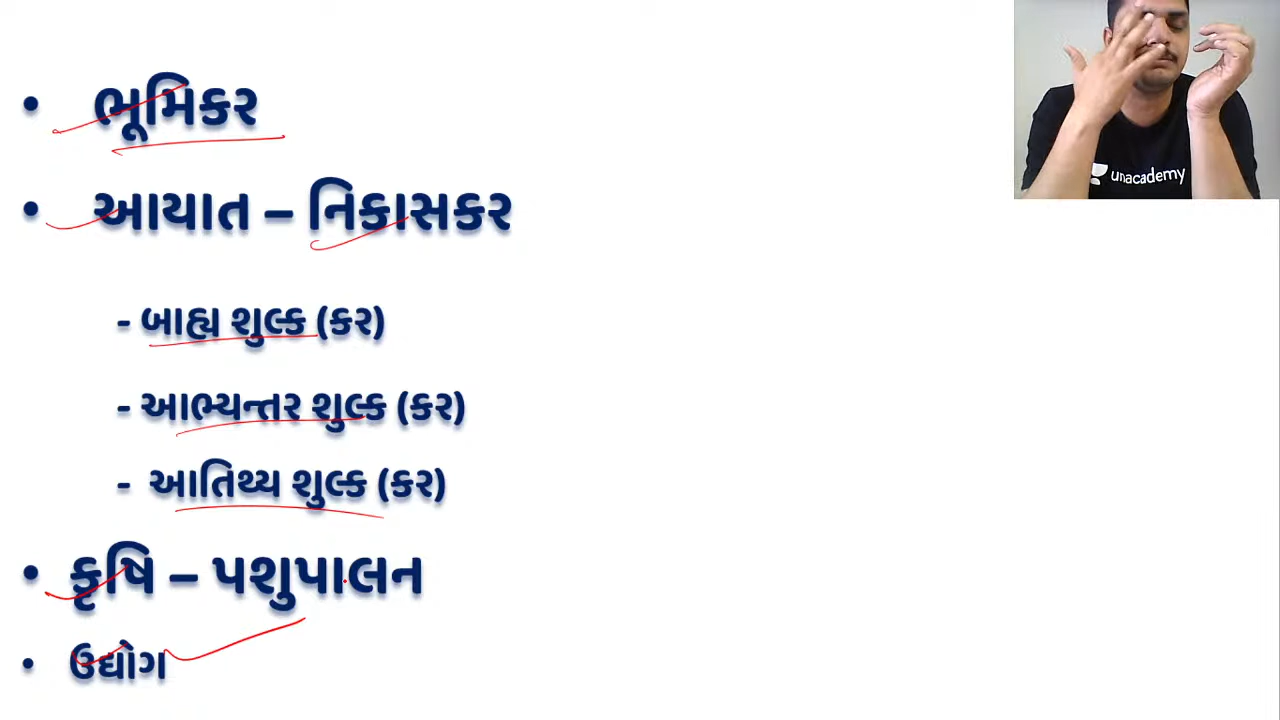 • ભૂમિકર
• આયાત – નિકાસકર
- બાહ્ય શુલ્ક (કર)
- આભ્યન્તર શુલ્ક (કર)
- આતિથ્ય શુલ્ક (કર)
• કૃષિ – પશુપાલન
• ઉદ્યોગ
unacademy